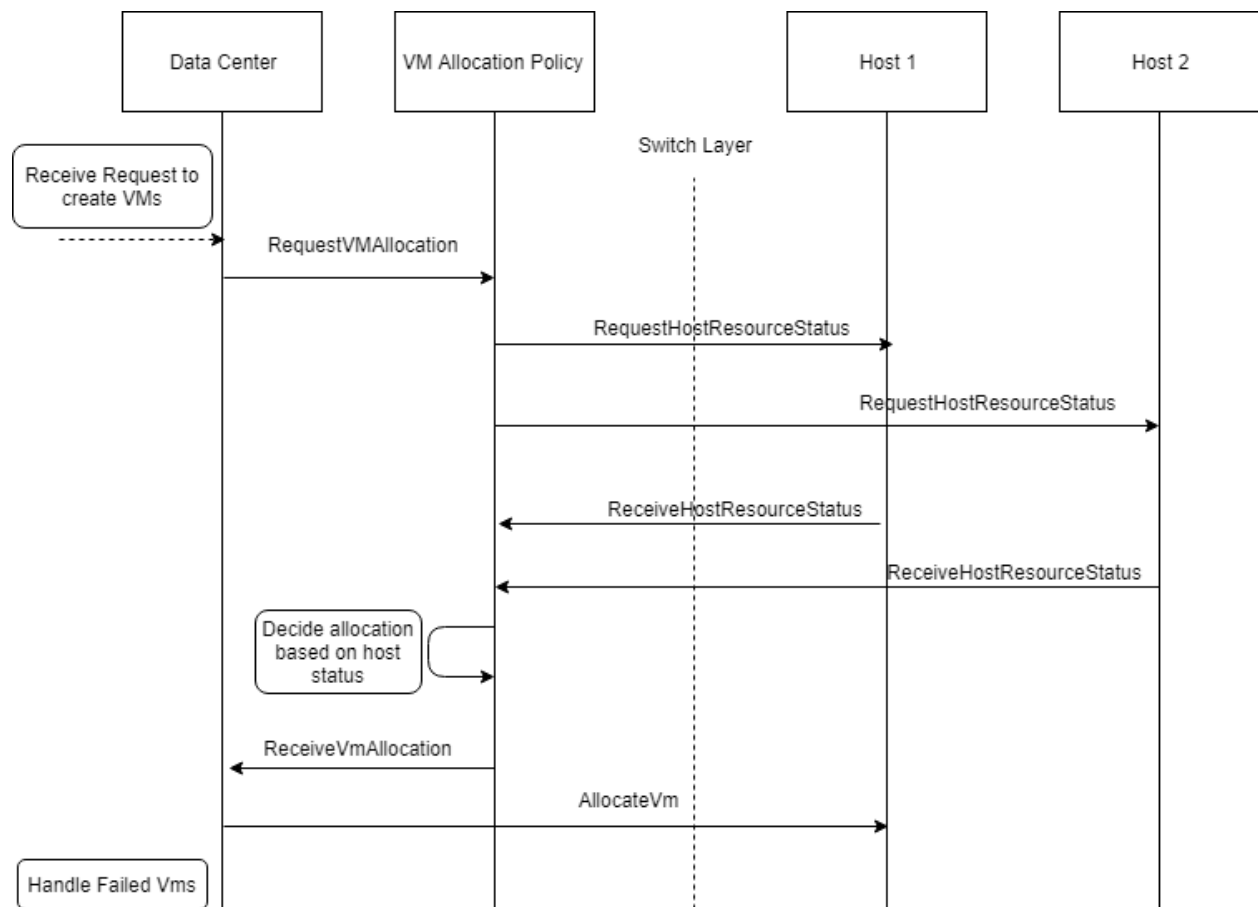 Data Center
VM Allocation Policy
Host 1
Host 2
Switch Layer
Receive Request to
create VMs
RequestVMAllocation
RequestHostResourceStatus
RequestHostResourceStatus
ReceiveHostResourceStatus
ReceiveHostResourceStatus
Decide allocation
based on host
status
ReceiveVmAllocation
AllocateVm
Handle Failed Vms